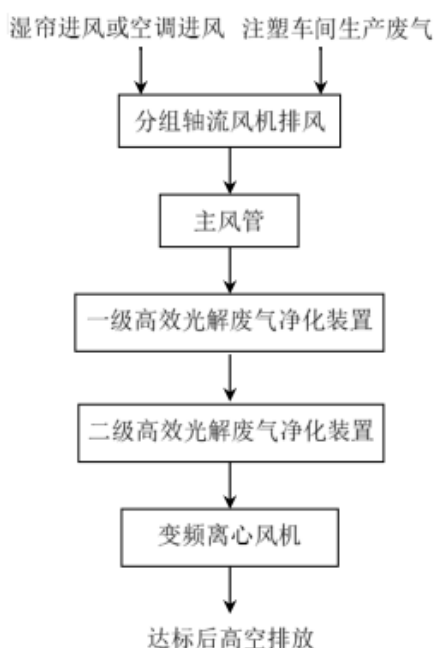 湿帘进风或空调进风 注塑车间生产废气
分组轴流风机排风
主风管
一级高效光解废气净化装置
二级高效光解废气净化装置
变频离心风机
达标后高空排放